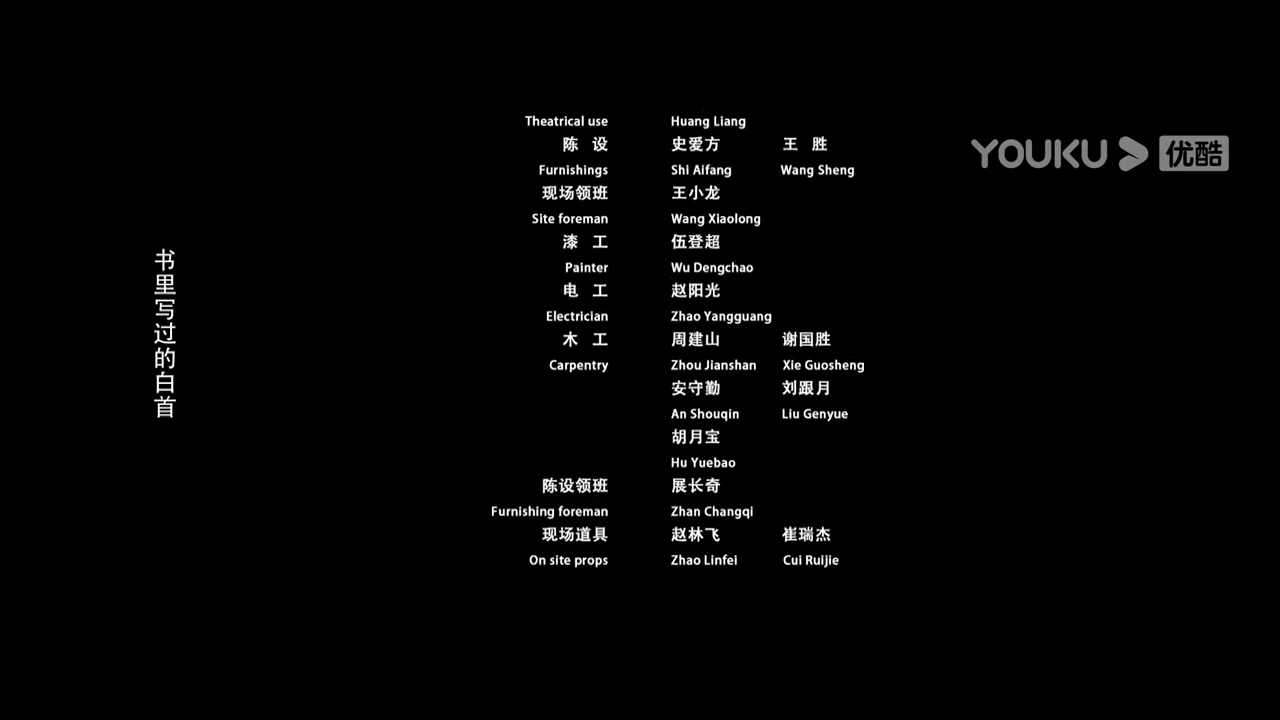 Theatrical use Huang Liang
陈 设 史爱方 王 胜
Furnishings Shi Aifang Wang Sheng
现场领班 王小龙
Site foreman Wang Xiaolong
漆 工 伍登超
Painter Wu Dengchao
电 工 赵阳光
Electrician Zhao Yangguang
木 工 周建山 谢国胜
Carpentry Zhou Jianshan Xie Guosheng
安守勤 刘跟月
An Shouqin Liu Genyue
胡月宝
Hu Yuebao
陈设领班 展长奇
Furnishing foreman Zhan Changqi
现场道具 赵林飞 崔瑞杰
On site props Zhao Linfei Cui Ruijie
书里写过的白首
YOUKU 优酷